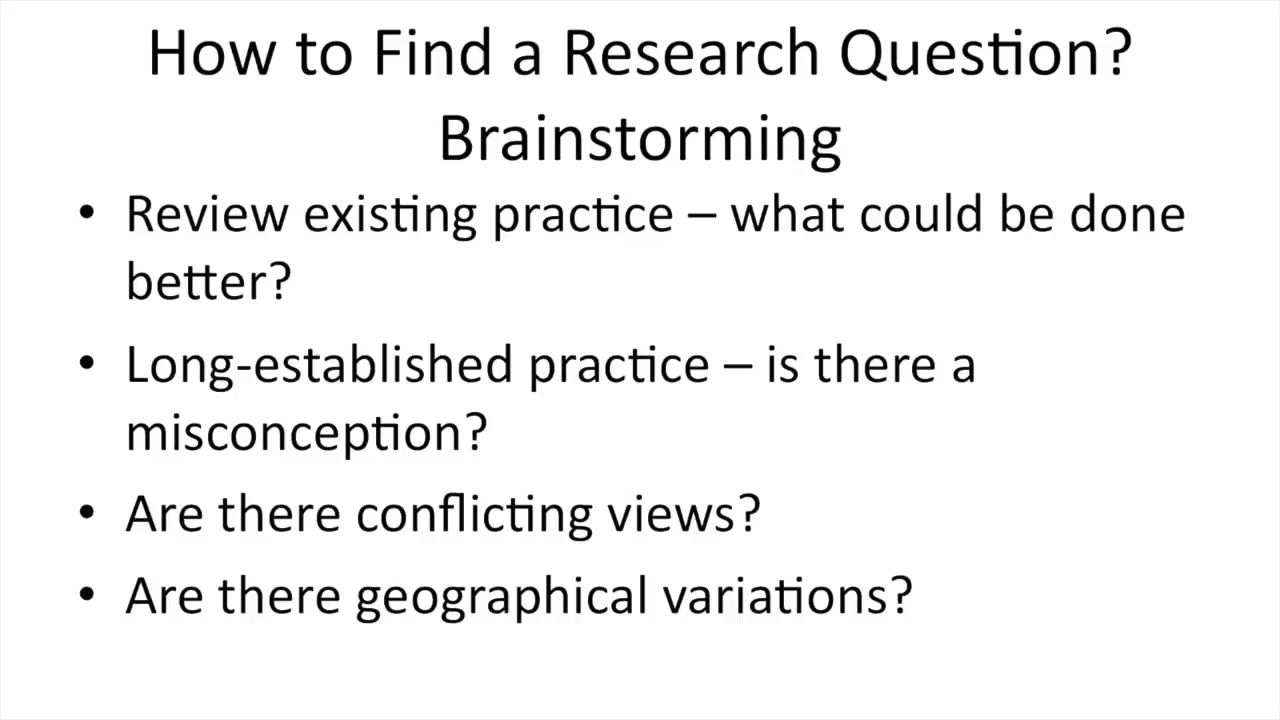 How to Find a Research Question?
Brainstorming
• Review existing practice – what could be done
better?
• Long-established practice – is there a
misconception?
• Are there conflicting views?
• Are there geographical variations?